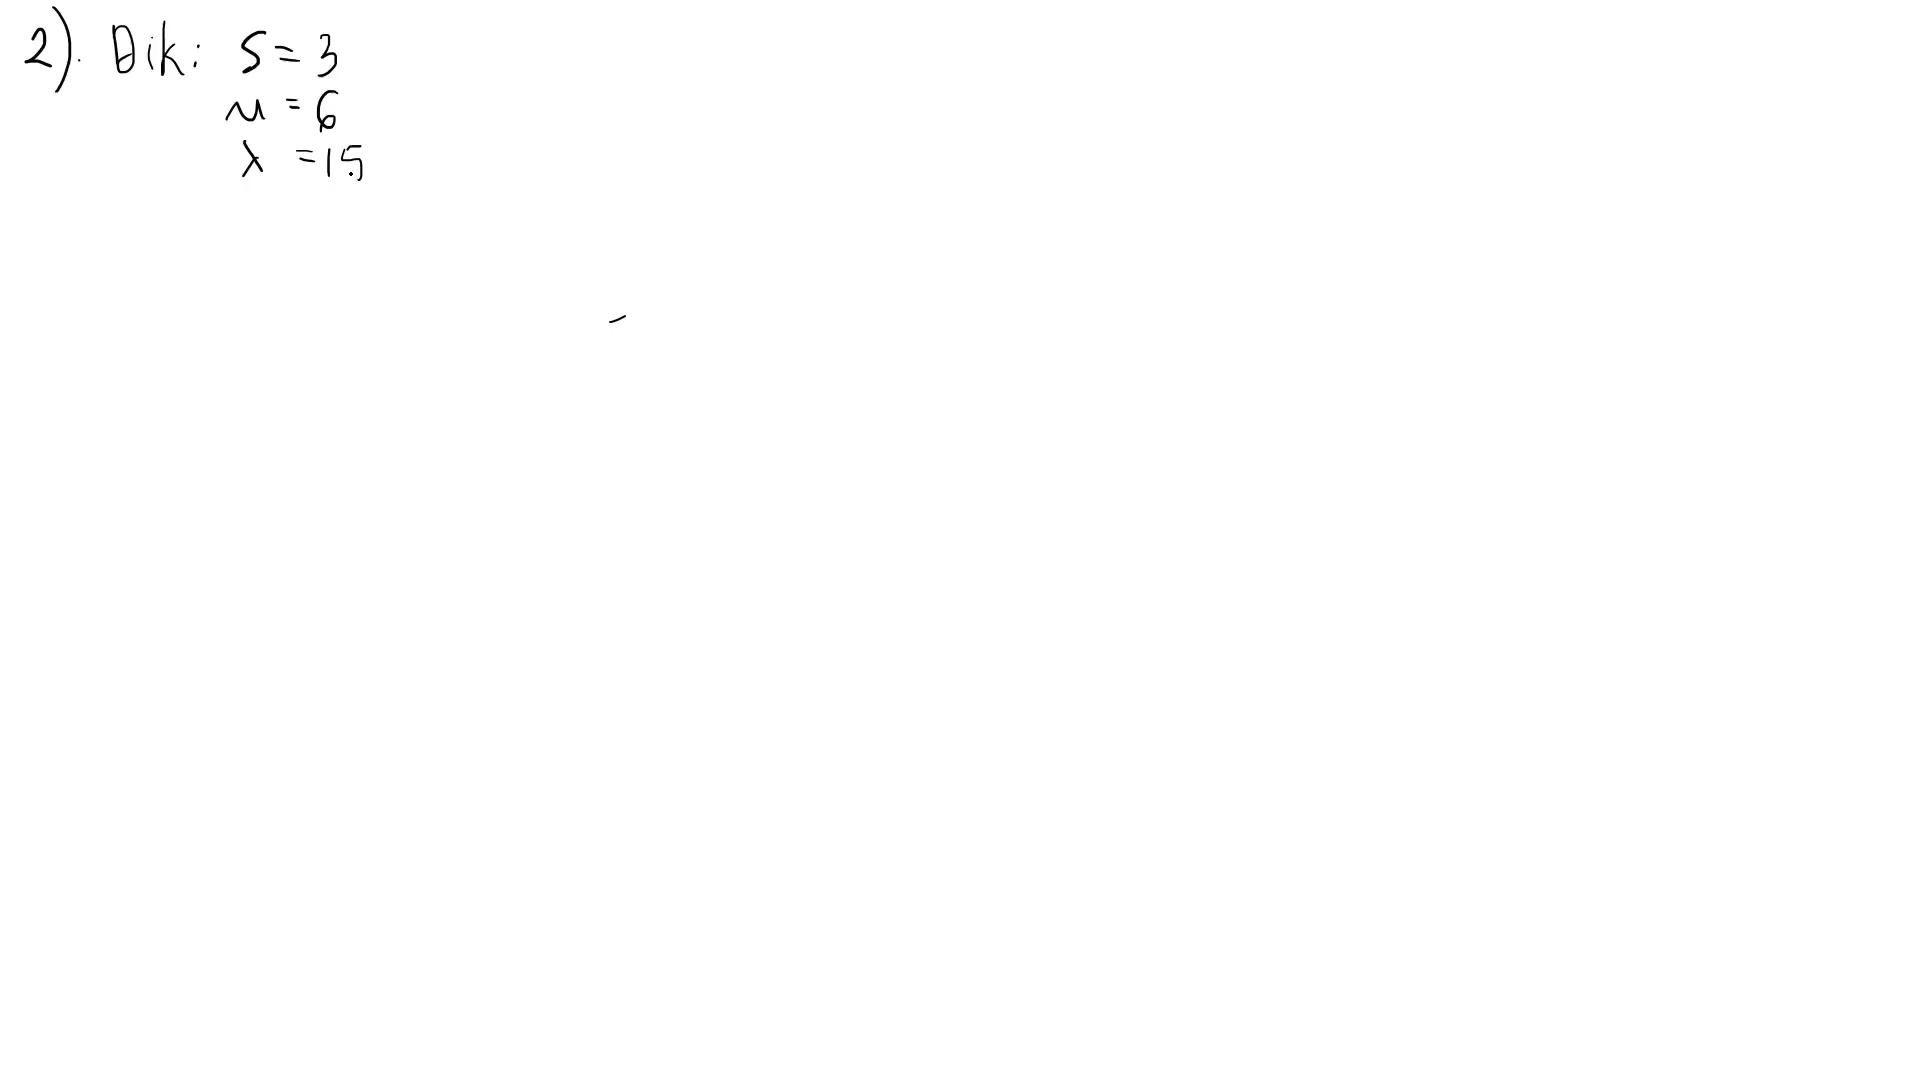 2). Dik: S = 3
μ = 6
λ = 15